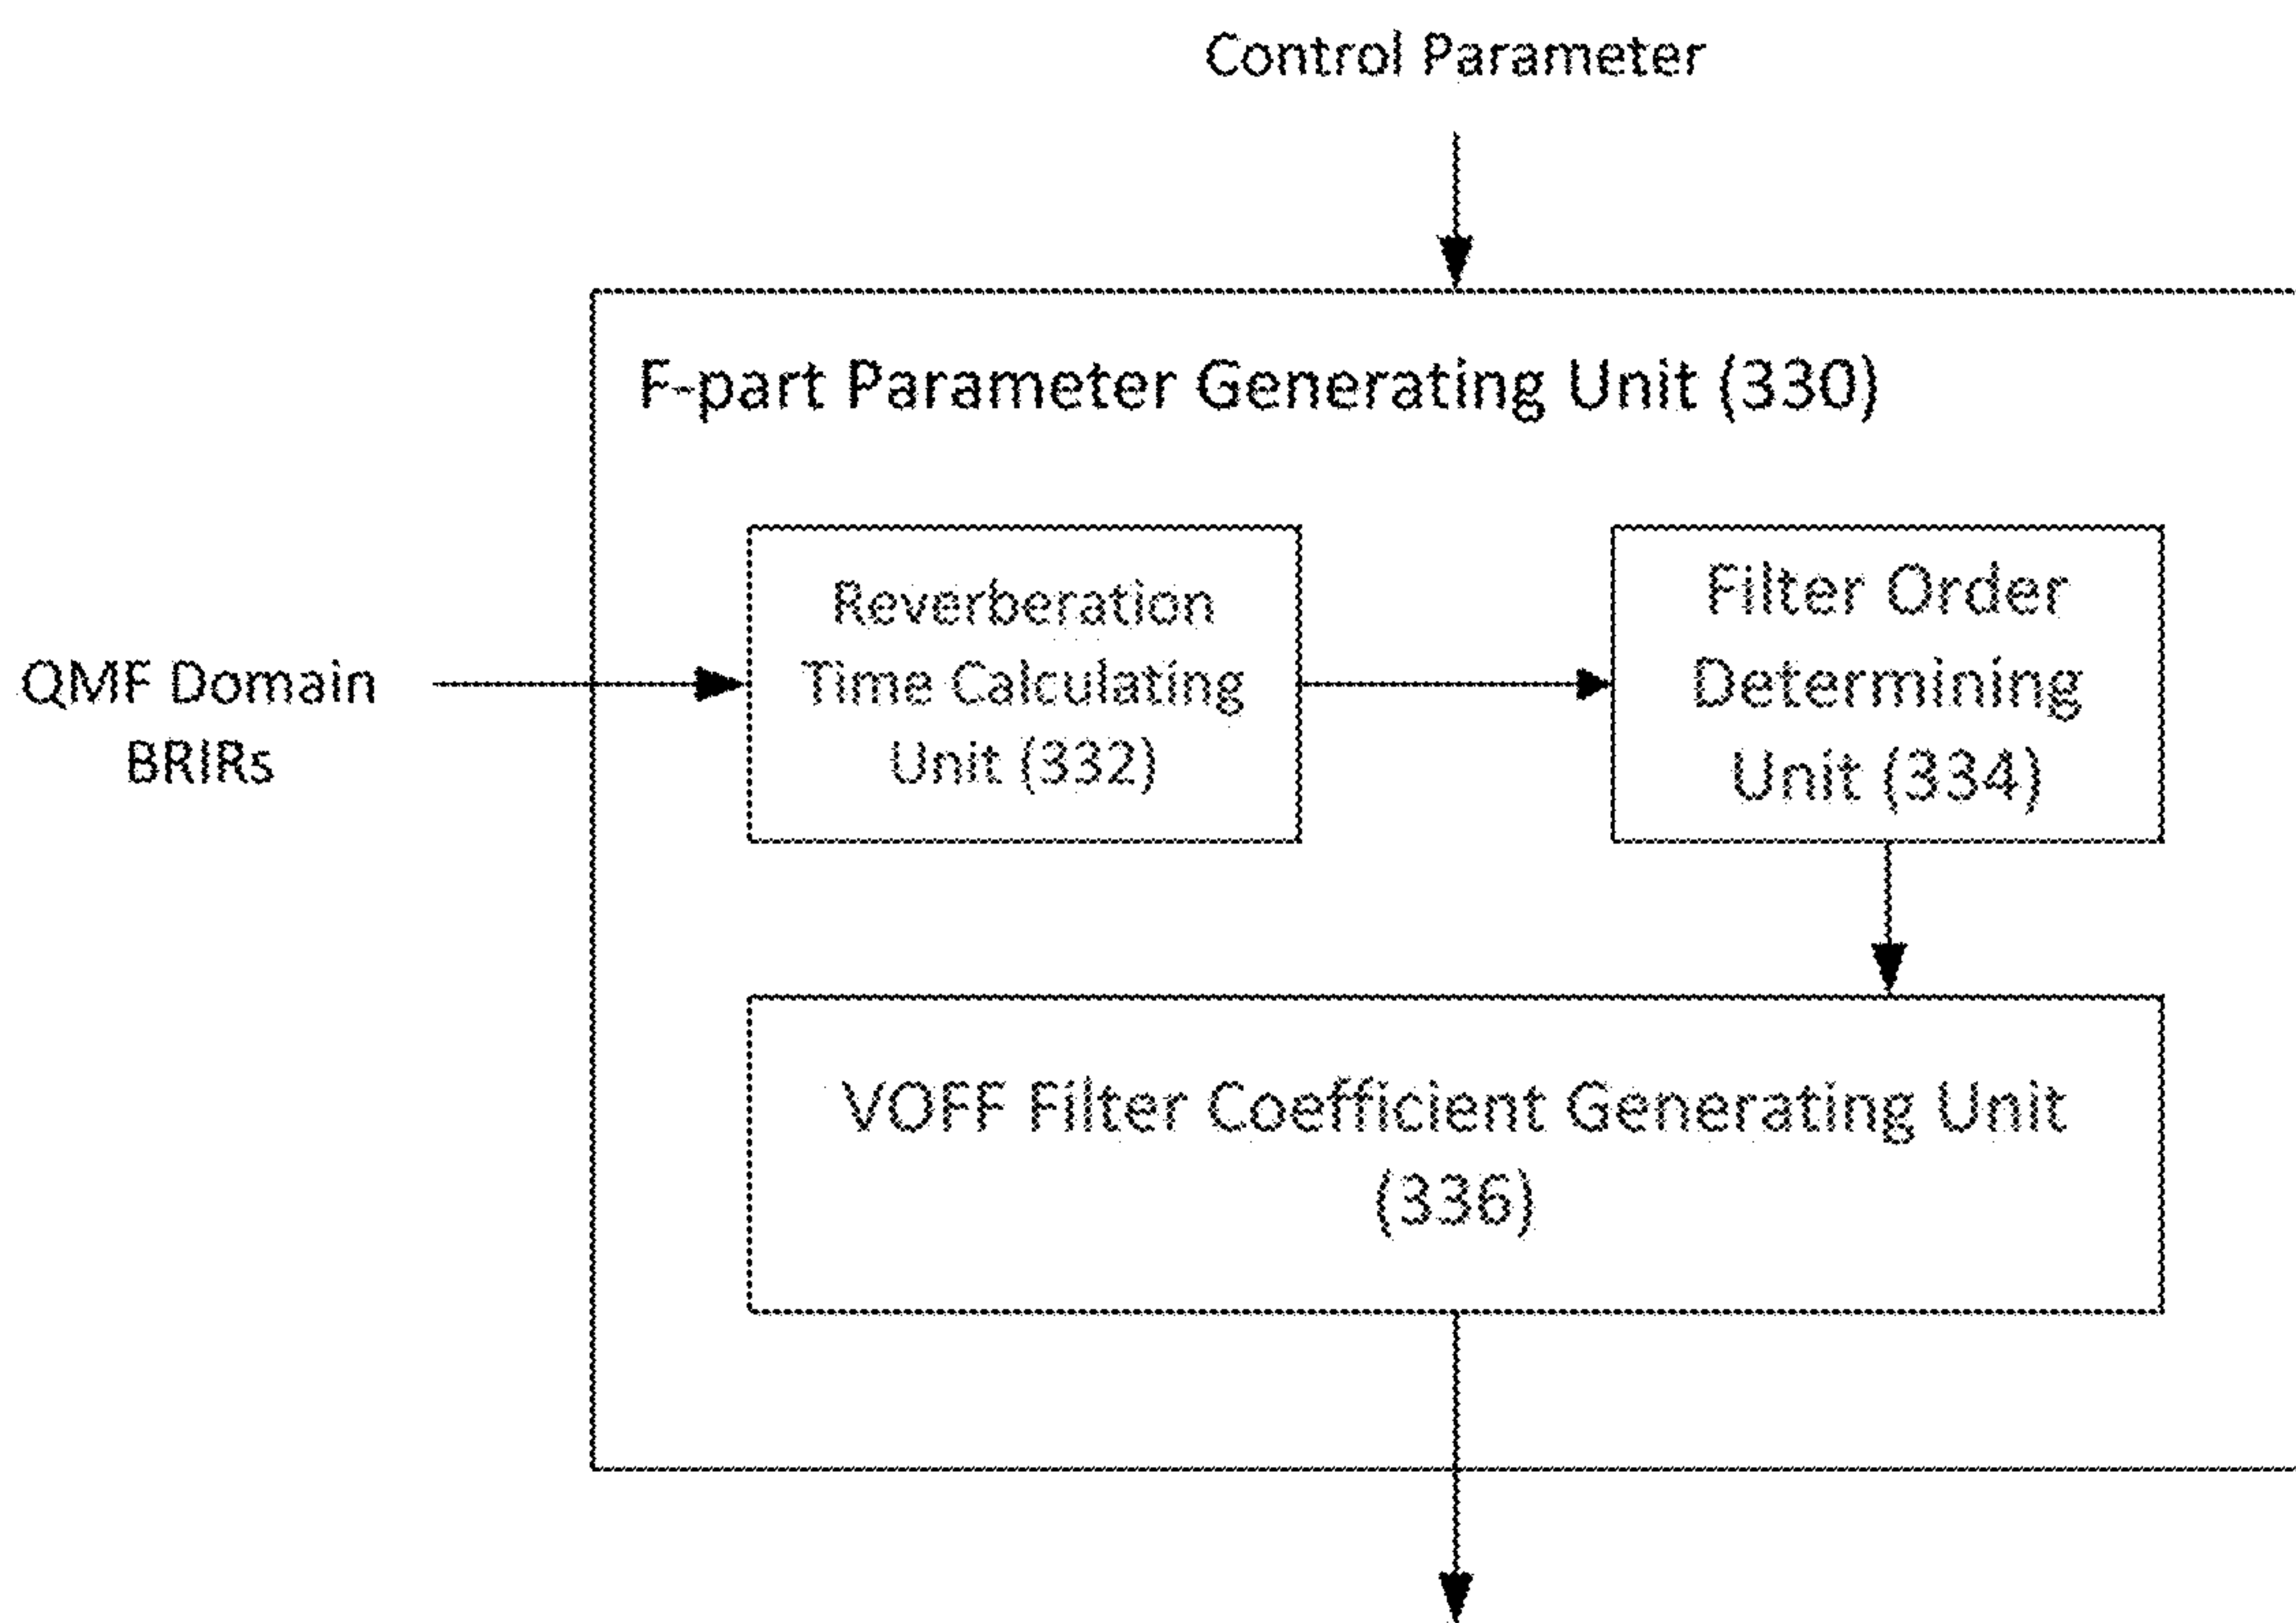 Control Parameter
F-part Parameter Generating Unit (330)
Reverberation
Time Calculating
Unit (332)
Filter Order
Determining
Unit (334)
QMF Domain
BRIRs
VOFF Filter Coefficient Generating Unit
(336)